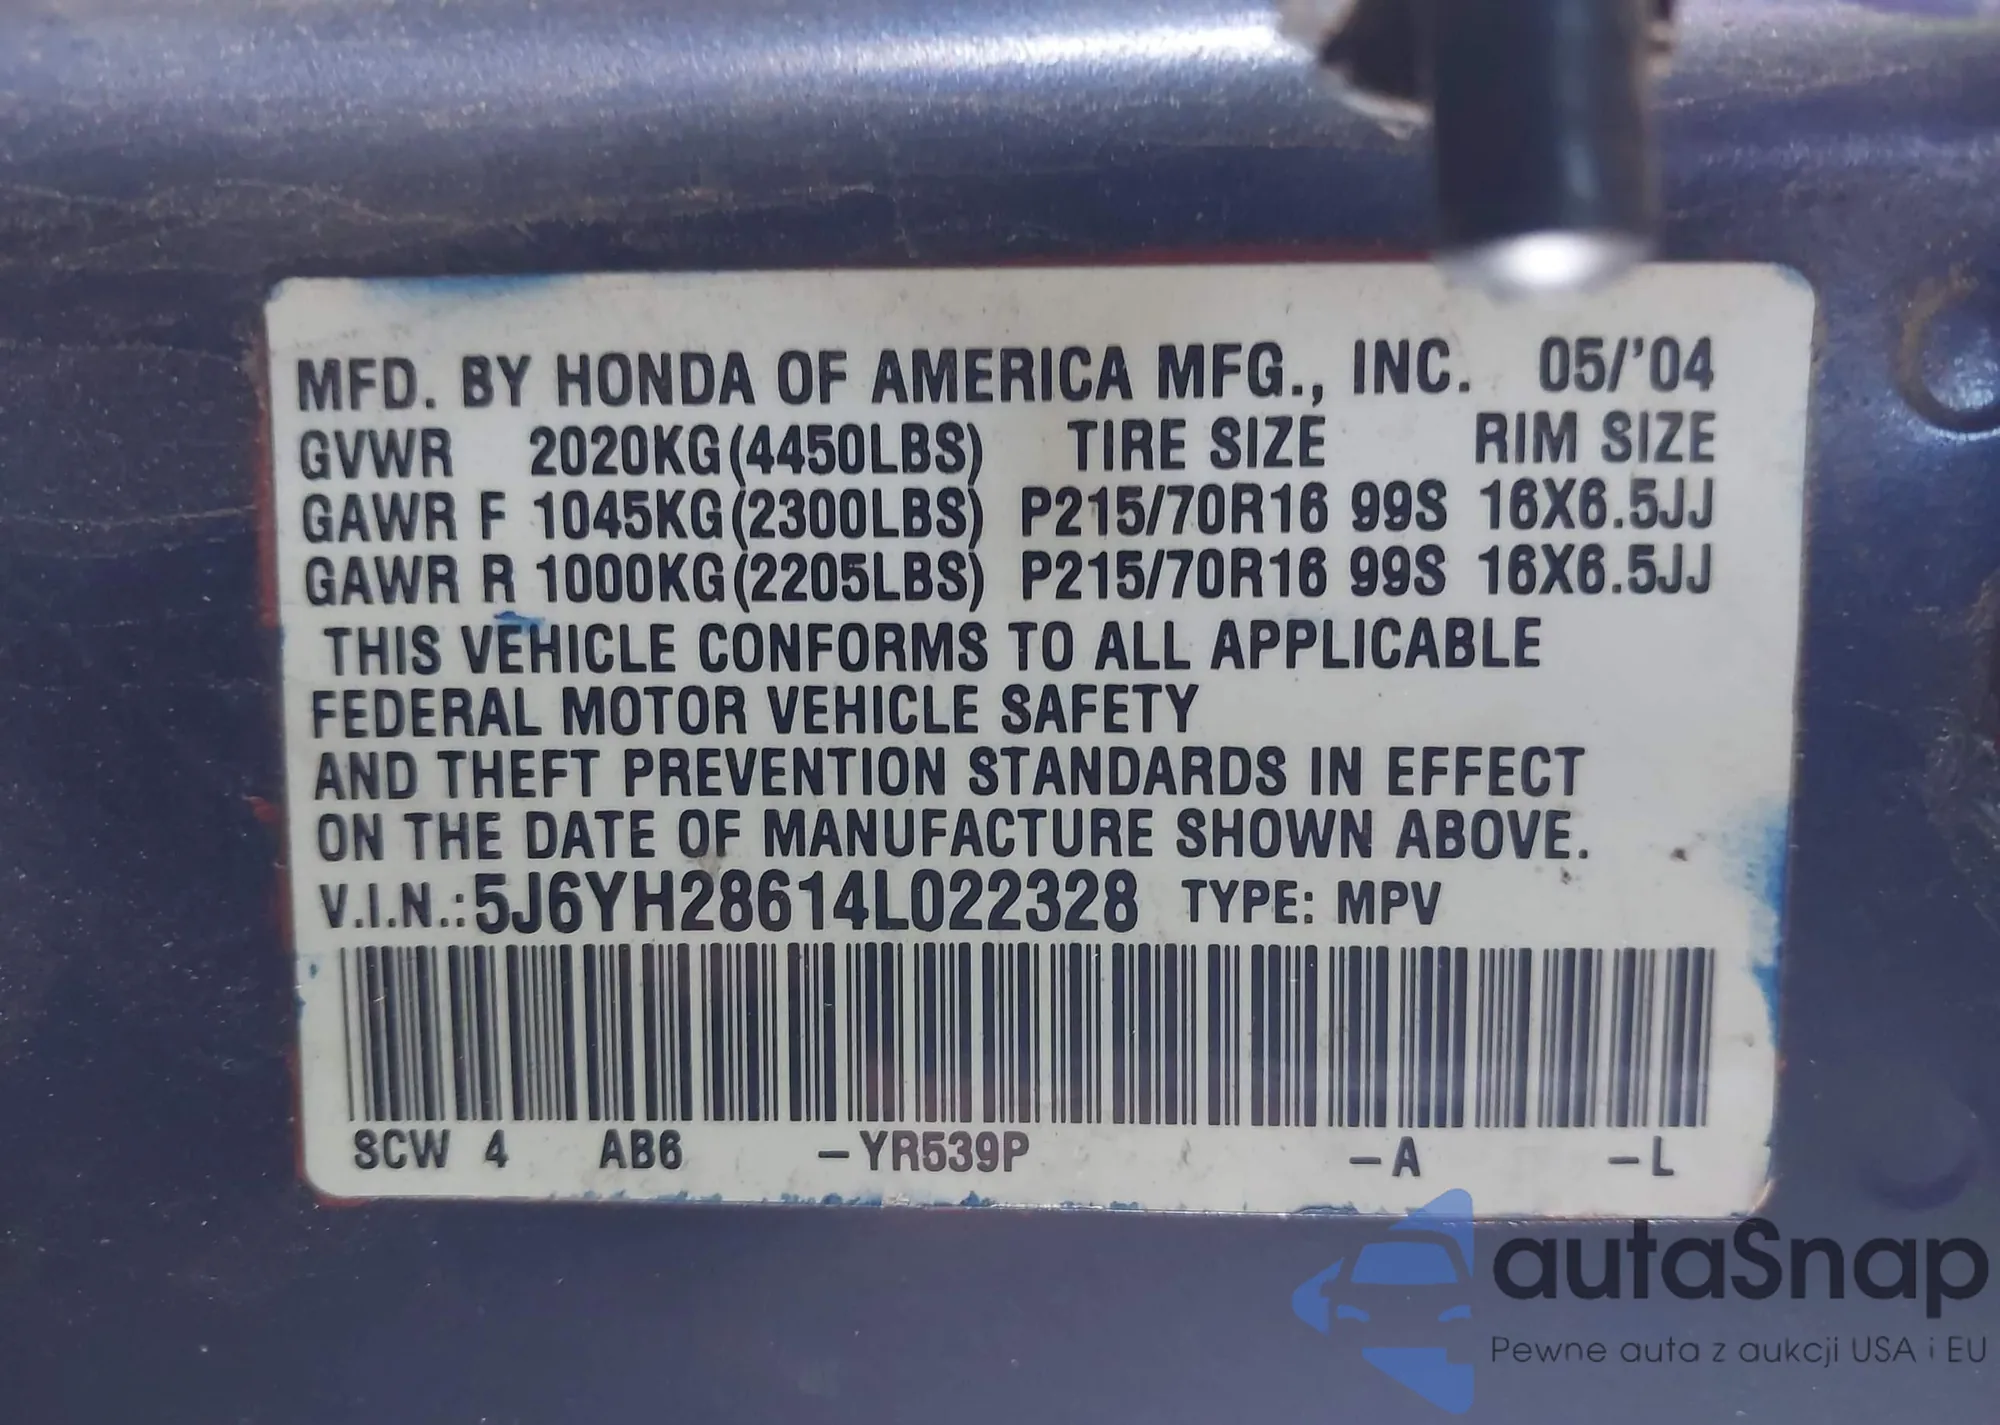 MFD. BY HONDA OF AMERICA MFG., INC. 05/'04
GVWR 2020KG(4450LBS) TIRE SIZE RIM SIZE
GAWR F 1045KG(2300LBS) P215/70R16 99S 16X6.5JJ
GAWR R 1000KG(2205LBS) P215/70R16 99S 16X6.5JJ
THIS VEHICLE CONFORMS TO ALL APPLICABLE
FEDERAL MOTOR VEHICLE SAFETY
AND THEFT PREVENTION STANDARDS IN EFFECT
ON THE DATE OF MANUFACTURE SHOWN ABOVE.
V.I.N.:5J6YH28614L022328 TYPE: MPV
SCW 4 AB6 –YR539P –A –L
autaSnap
Pewne auta z aukcji USA i EU